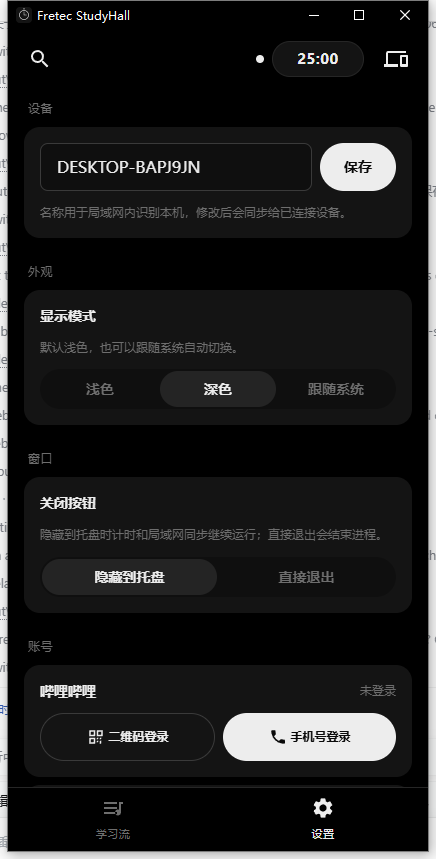 Fretec StudyHall
25:00
设备
DESKTOP-BAPJ9JN
保存
名称用于局域网内识别本机，修改后会同步给已连接设备。
外观
显示模式
默认浅色，也可以跟随系统自动切换。
浅色
深色
跟随系统
窗口
关闭按钮
隐藏到托盘时计时和局域网同步继续运行；直接退出会结束进程。
隐藏到托盘
直接退出
账号
哔哩哔哩
未登录
二维码登录
手机号登录
学习流
设置